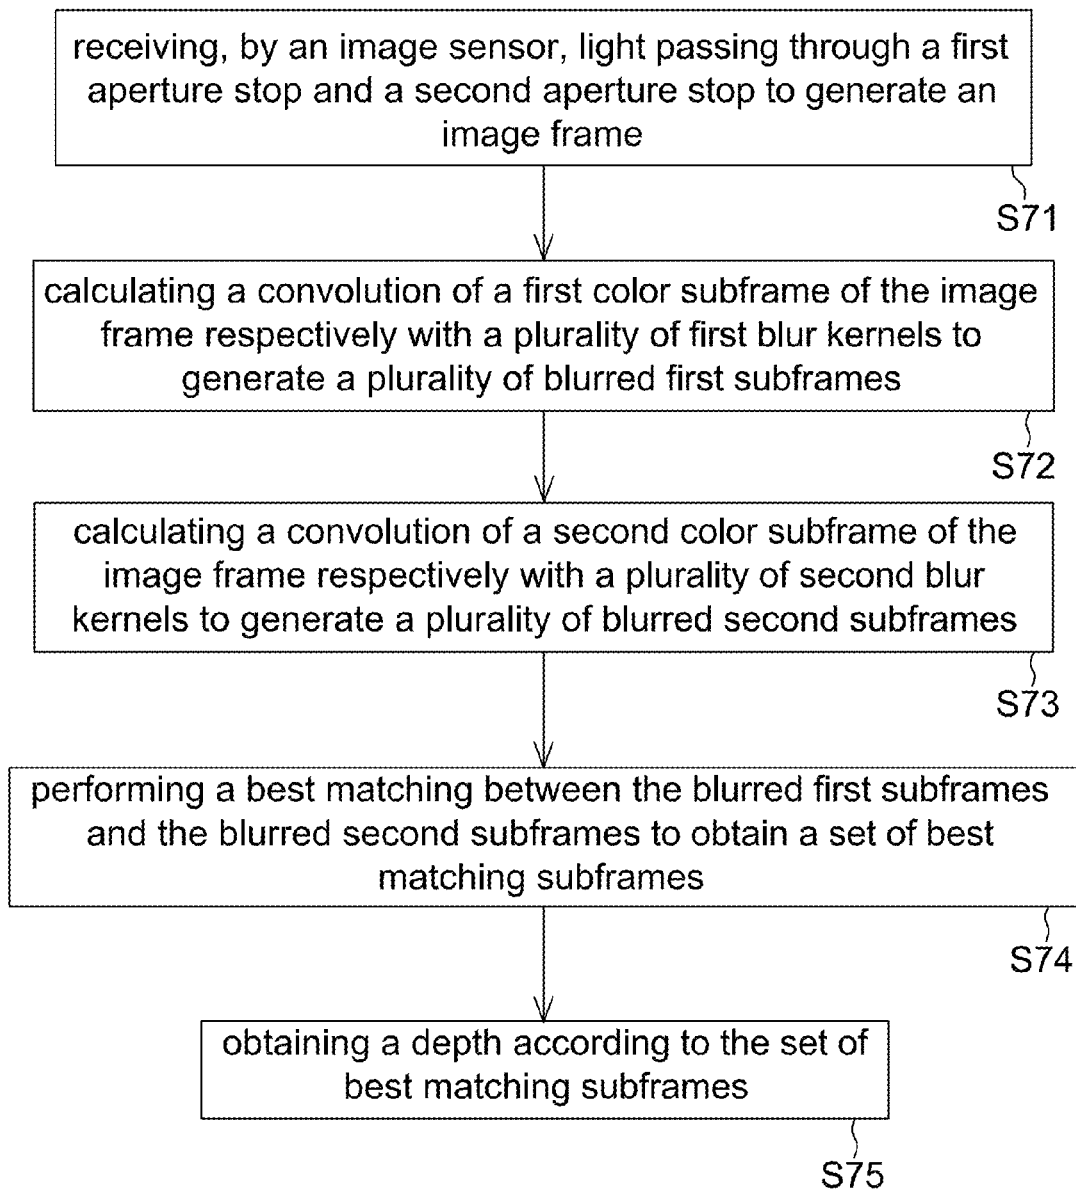 receiving, by an image sensor, light passing through a first
aperture stop and a second aperture stop to generate an
image frame
S71
calculating a convolution of a first color subframe of the image
frame respectively with a plurality of first blur kernels to
generate a plurality of blurred first subframes
S72
calculating a convolution of a second color subframe of the
image frame respectively with a plurality of second blur
kernels to generate a plurality of blurred second subframes
S73
performing a best matching between the blurred first subframes
and the blurred second subframes to obtain a set of best
matching subframes
S74
obtaining a depth according to the set of
best matching subframes
S75